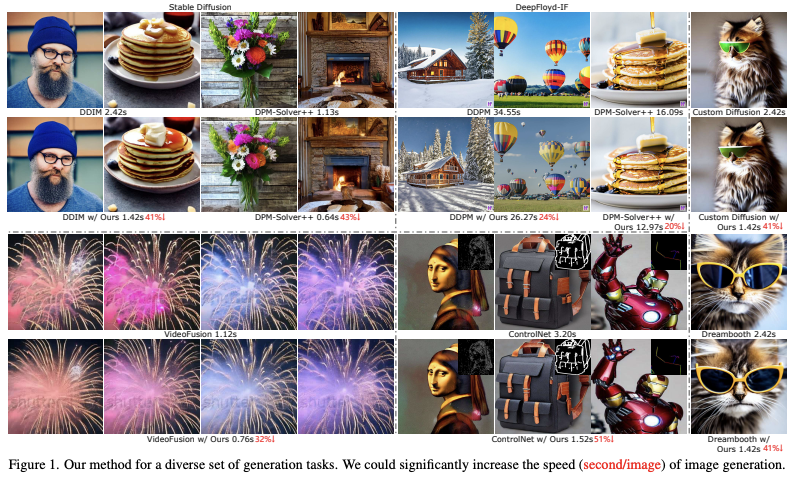 Stable Diffusion
DeepFloyd-IF
DDIM 2.42s
DPM-Solver++ 1.13s
DDPM 34.55s
DPM-Solver++ 16.09s
Custom Diffusion 2.42s
DDIM w/ Ours 1.42s 41%↓
DPM-Solver++ 0.64s 43%↓
DDPM w/ Ours 26.27s 24%↓
DPM-Solver++ w/
Ours 12.97s 20%↓
Custom Diffusion w/
Ours 1.42s 41%↓
VideoFusion 1.12s
ControlNet 3.20s
Dreambooth 2.42s
VideoFusion w/ Ours 0.76s 32%↓
ControlNet w/ Ours 1.52s 51%↓
Dreambooth w/
Ours 1.42s 41%↓
Figure 1. Our method for a diverse set of generation tasks. We could significantly increase the speed (second/image) of image generation.